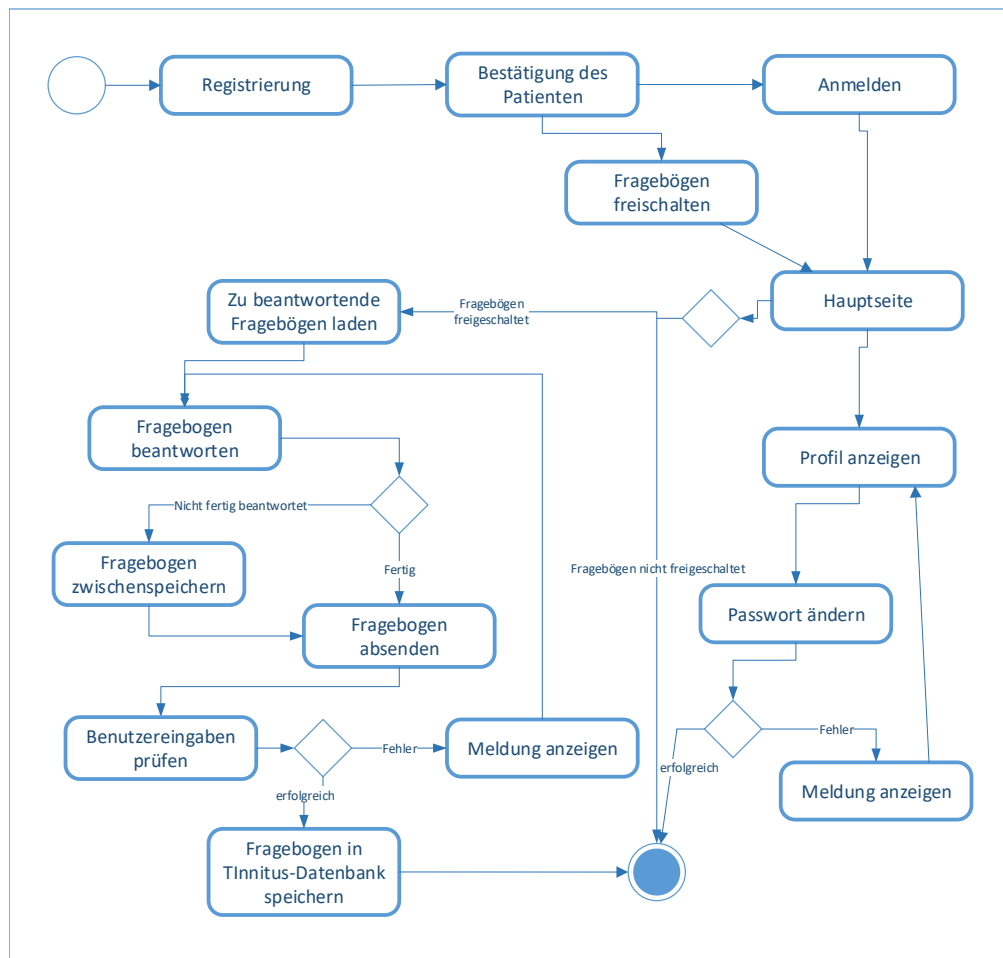 Registrierung
Bestätigung des
Patienten
Anmelden
Fragebögen
freischalten
Hauptseite
Zu beantwortende
Fragebögen laden
Fragebögen
freigeschaltet
Fragebogen
beantworten
Profil anzeigen
Nicht fertig beantwortet
Fragebogen
zwischenspeichern
Fertig
Fragebögen nicht freigeschaltet
Passwort ändern
Fragebogen
absenden
Benutzereingaben
prüfen
Fehler
Meldung anzeigen
Fehler
erfolgreich
Meldung anzeigen
erfolgreich
Fragebogen in
TInnitus-Datenbank
speichern